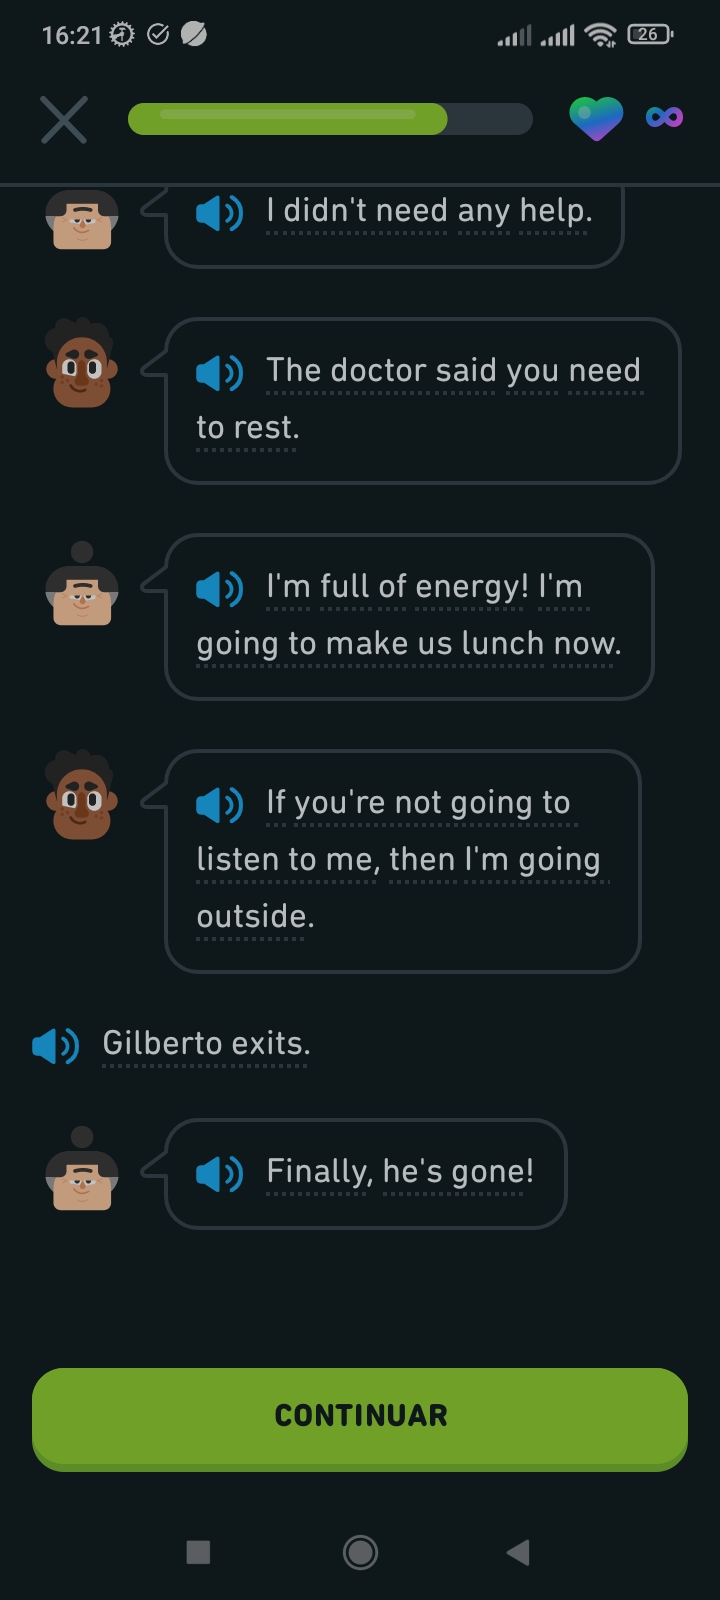 16:21
26
I didn't need any help.
The doctor said you need
to rest.
I'm full of energy! I'm
going to make us lunch now.
If you're not going to
listen to me, then I'm going
outside.
Gilberto exits.
Finally, he's gone!
CONTINUAR